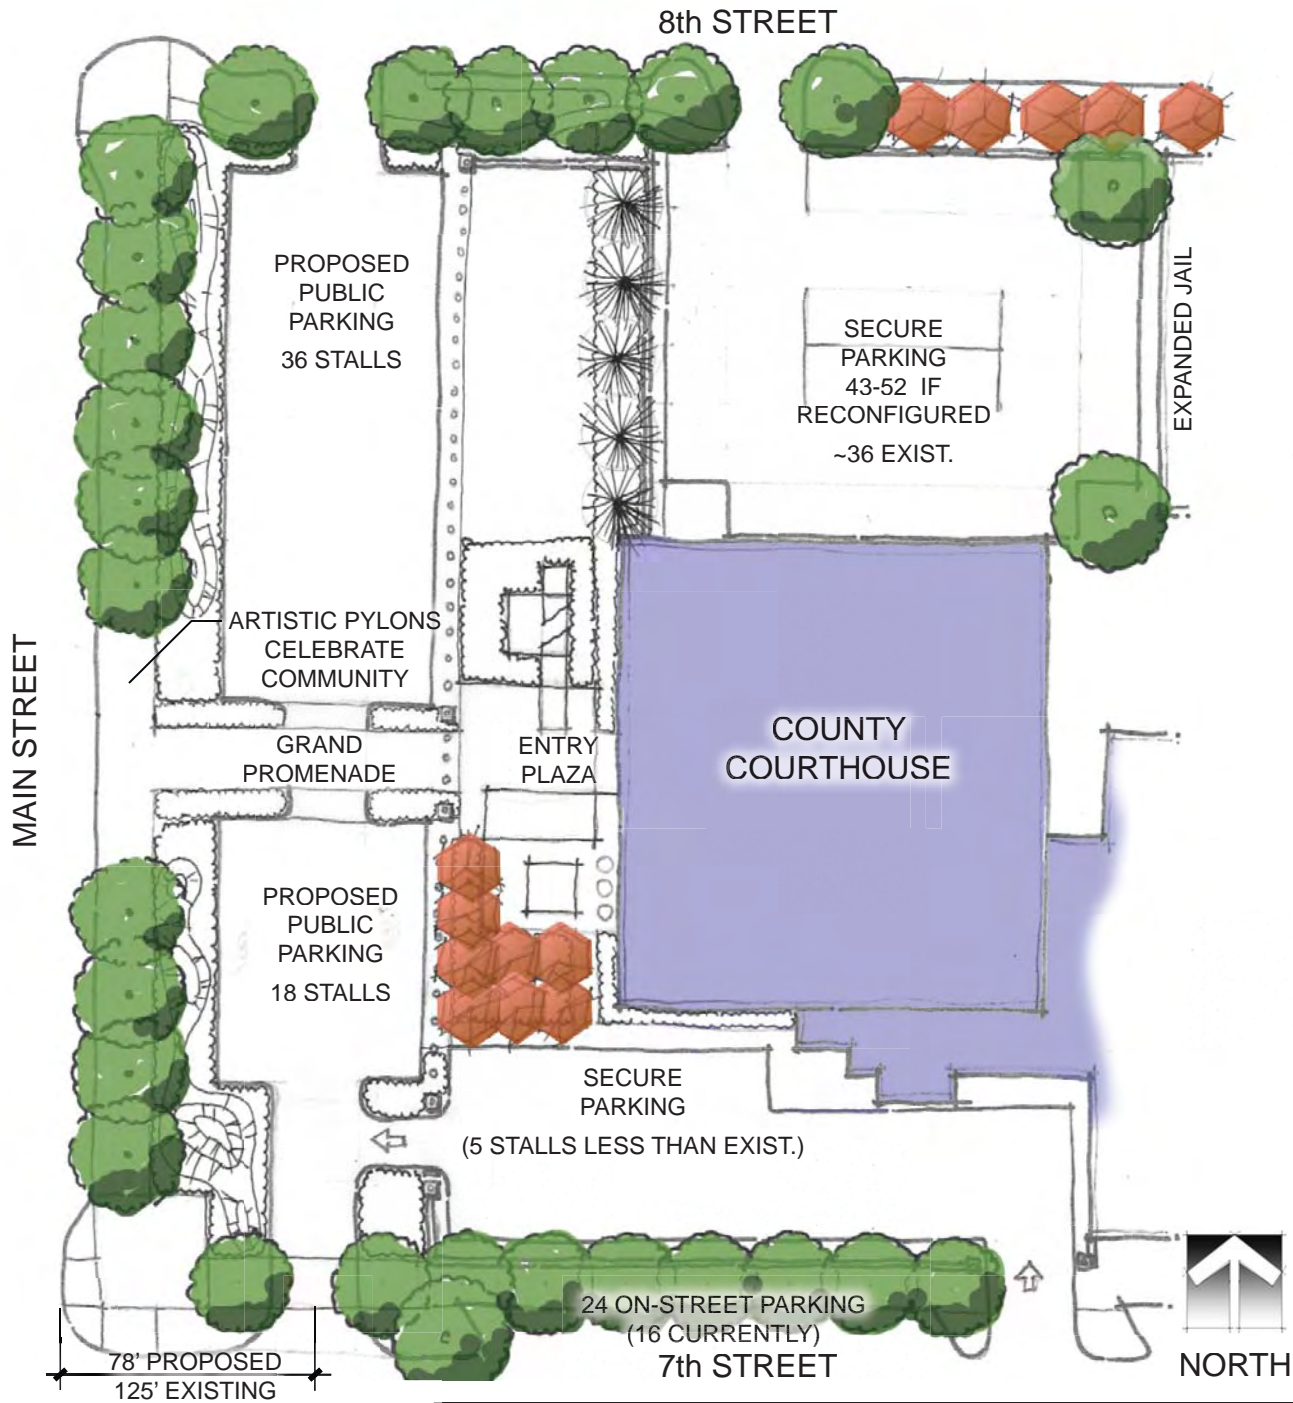 8th STREET
PROPOSED
PUBLIC
PARKING
36 STALLS
SECURE
PARKING
43-52 IF
RECONFIGURED
~36 EXIST.
EXPANDED JAIL
ARTISTIC PYLONS
CELEBRATE
COMMUNITY
MAIN STREET
GRAND
PROMENADE
ENTRY
PLAZA
COUNTY
COURTHOUSE
PROPOSED
PUBLIC
PARKING
18 STALLS
SECURE
PARKING
(5 STALLS LESS THAN EXIST.)
24 ON-STREET PARKING
(16 CURRENTLY)
7th STREET
78' PROPOSED
125' EXISTING
NORTH